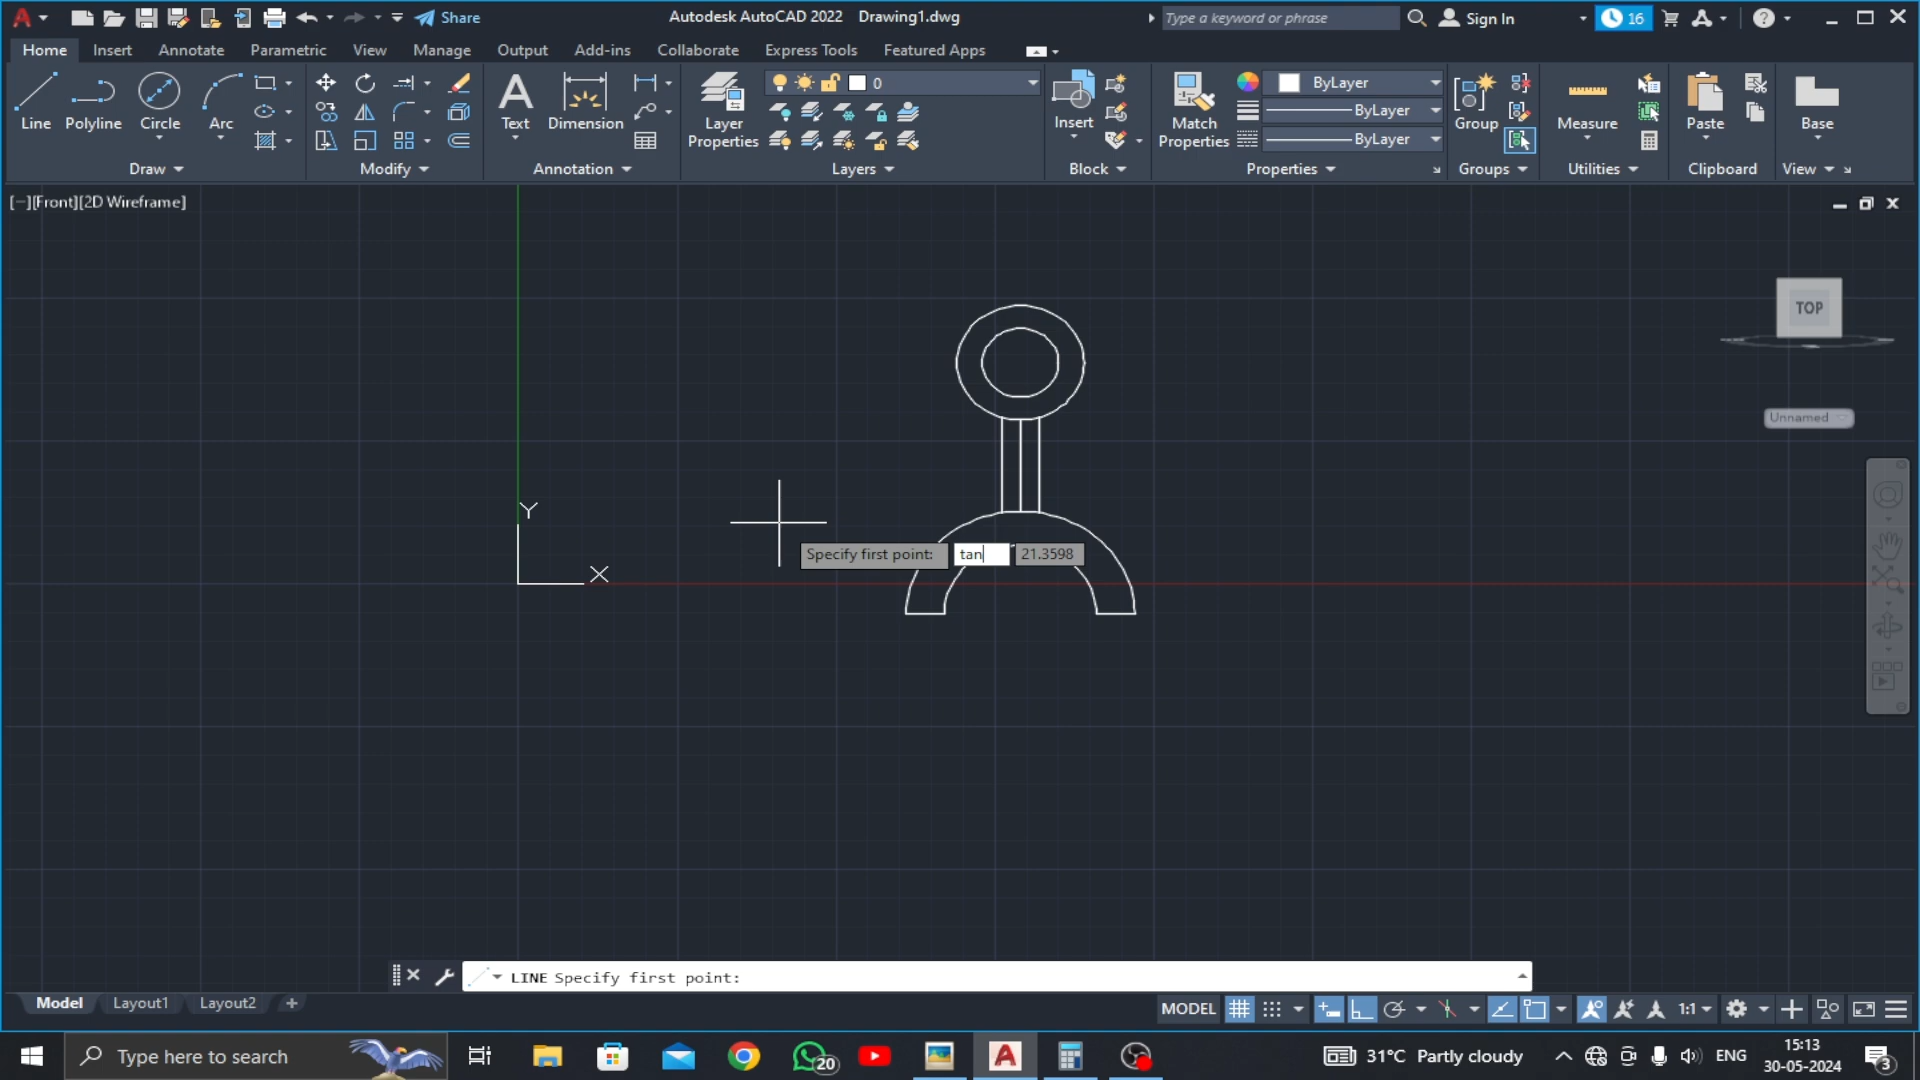 Share
Autodesk AutoCAD 2022 Drawing1.dwg
Type a keyword or phrase
Sign In
16
Home Insert Annotate Parametric View Manage Output Add-ins Collaborate Express Tools Featured Apps
0
ByLayer
ByLayer
ByLayer
Line Polyline Circle Arc Text Dimension Layer Properties Insert Match Properties Group Measure Paste Base
Draw Modify Annotation Layers Block Properties Groups Utilities Clipboard View
[−][Front][2D Wireframe]
TOP
Unnamed
Y
X
Specify first point: tan 21.3598
LINE Specify first point:
Model Layout1 Layout2 +
MODEL 1:1
Type here to search
20
31°C Partly cloudy
ENG
15:13
30-05-2024
3